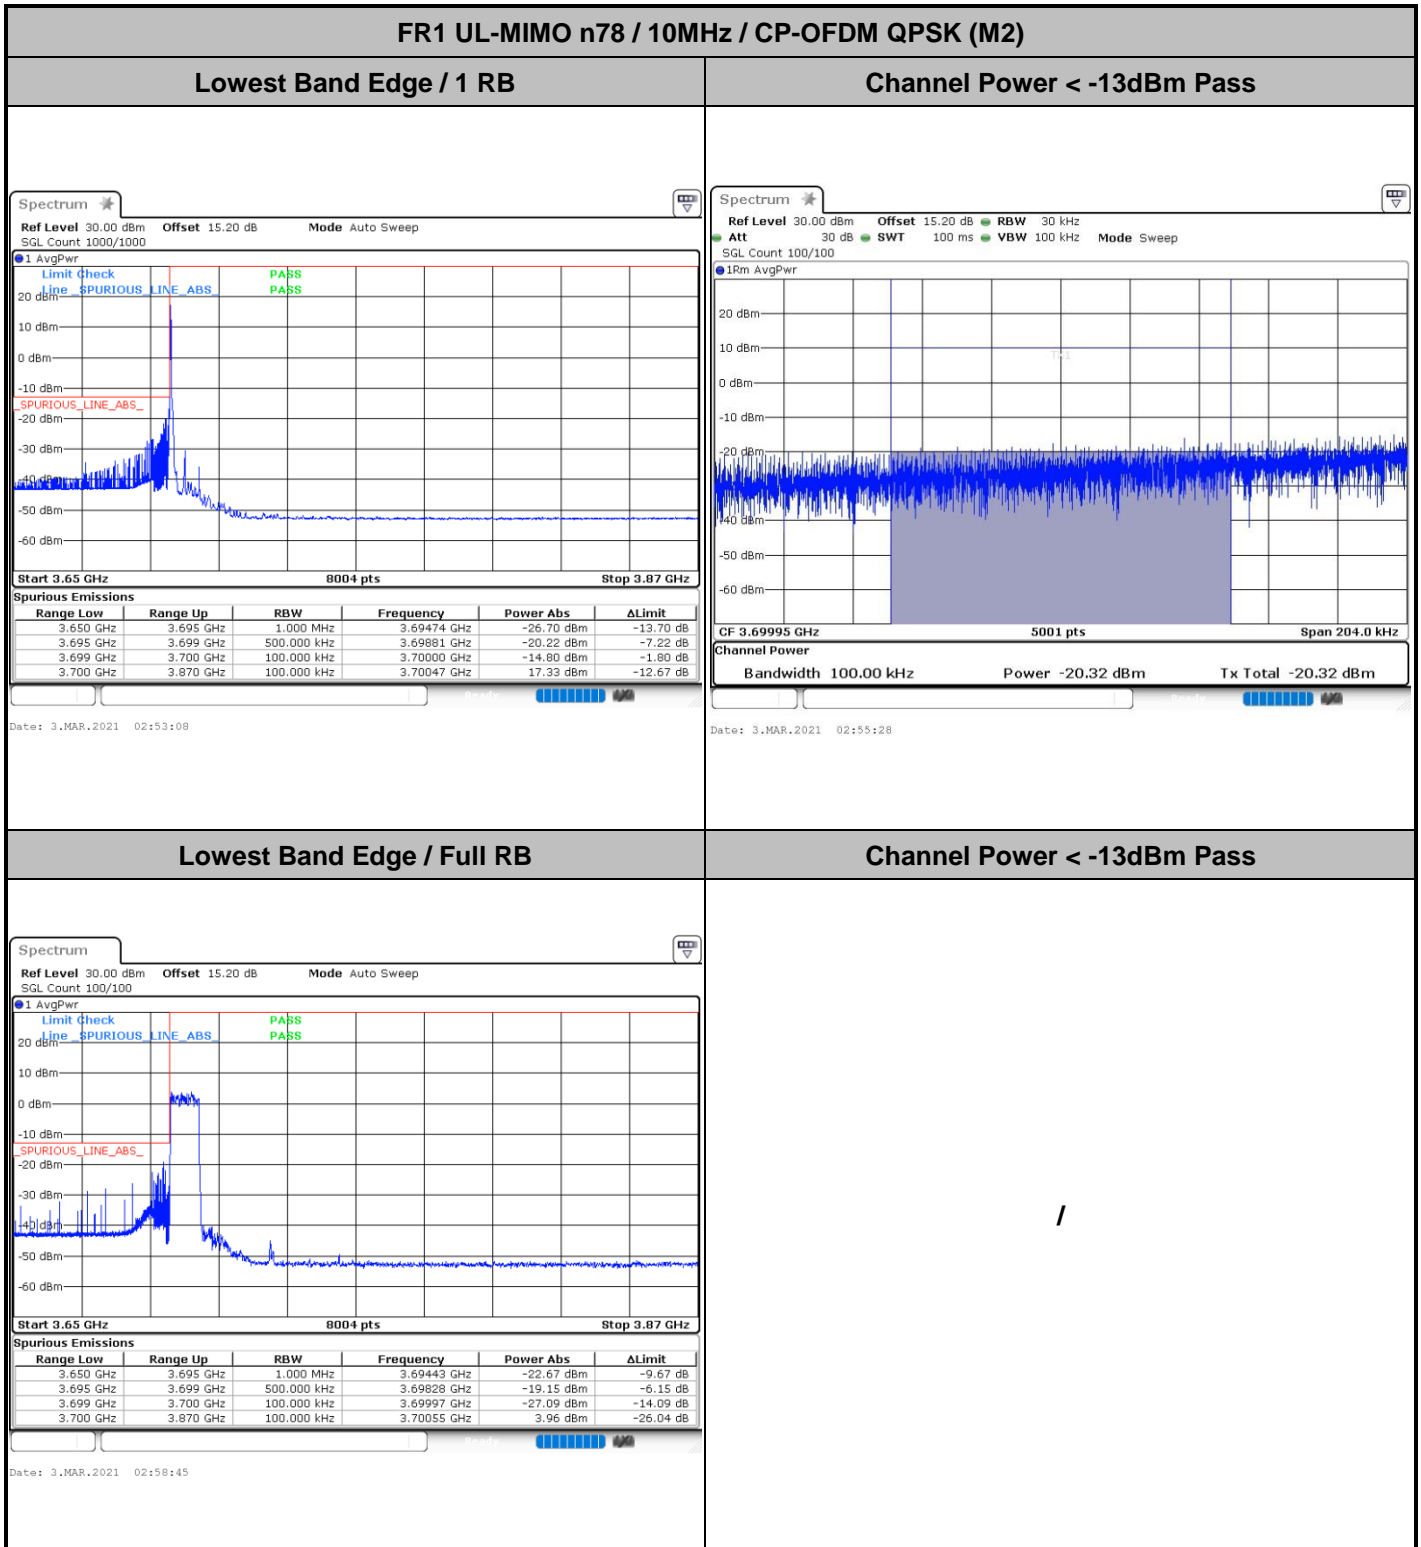 FR1 UL-MIMO n78 / 10MHz / CP-OFDM QPSK (M2)
Lowest Band Edge / 1 RB
Channel Power < -13dBm Pass
Spectrum
Ref Level 30.00 dBm Offset 15.20 dB Mode Auto Sweep
SGL Count 1000/1000
1 AvgPwr
Limit Check PASS
Line _SPURIOUS_LINE_ABS_ PASS
20 dBm
10 dBm
0 dBm
-10 dBm
_SPURIOUS_LINE_ABS_
-20 dBm
-30 dBm
-40 dBm
-50 dBm
-60 dBm
Start 3.65 GHz 8004 pts Stop 3.87 GHz
Spurious Emissions
Range Low Range Up RBW Frequency Power Abs ΔLimit
3.650 GHz 3.695 GHz 1.000 MHz 3.69474 GHz -26.70 dBm -13.70 dB
3.695 GHz 3.699 GHz 500.000 kHz 3.69881 GHz -20.22 dBm -7.22 dB
3.699 GHz 3.700 GHz 100.000 kHz 3.70000 GHz -14.80 dBm -1.80 dB
3.700 GHz 3.870 GHz 100.000 kHz 3.70047 GHz 17.33 dBm -12.67 dB
Date: 3.MAR.2021 02:53:08
Spectrum
Ref Level 30.00 dBm Offset 15.20 dB RBW 30 kHz
Att 30 dB SWT 100 ms VBW 100 kHz Mode Sweep
SGL Count 100/100
1Rm AvgPwr
20 dBm
10 dBm
0 dBm
-10 dBm
-20 dBm
-40 dBm
-50 dBm
-60 dBm
CF 3.69995 GHz 5001 pts Span 204.0 kHz
Channel Power
Bandwidth 100.00 kHz Power -20.32 dBm Tx Total -20.32 dBm
Date: 3.MAR.2021 02:55:28
Lowest Band Edge / Full RB
Channel Power < -13dBm Pass
Spectrum
Ref Level 30.00 dBm Offset 15.20 dB Mode Auto Sweep
SGL Count 100/100
1 AvgPwr
Limit Check PASS
Line _SPURIOUS_LINE_ABS_ PASS
20 dBm
10 dBm
0 dBm
-10 dBm
_SPURIOUS_LINE_ABS_
-20 dBm
-30 dBm
-40 dBm
-50 dBm
-60 dBm
Start 3.65 GHz 8004 pts Stop 3.87 GHz
Spurious Emissions
Range Low Range Up RBW Frequency Power Abs ΔLimit
3.650 GHz 3.695 GHz 1.000 MHz 3.69443 GHz -22.67 dBm -9.67 dB
3.695 GHz 3.699 GHz 500.000 kHz 3.69828 GHz -19.15 dBm -6.15 dB
3.699 GHz 3.700 GHz 100.000 kHz 3.69997 GHz -27.09 dBm -14.09 dB
3.700 GHz 3.870 GHz 100.000 kHz 3.70055 GHz 3.96 dBm -26.04 dB
Date: 3.MAR.2021 02:58:45
/